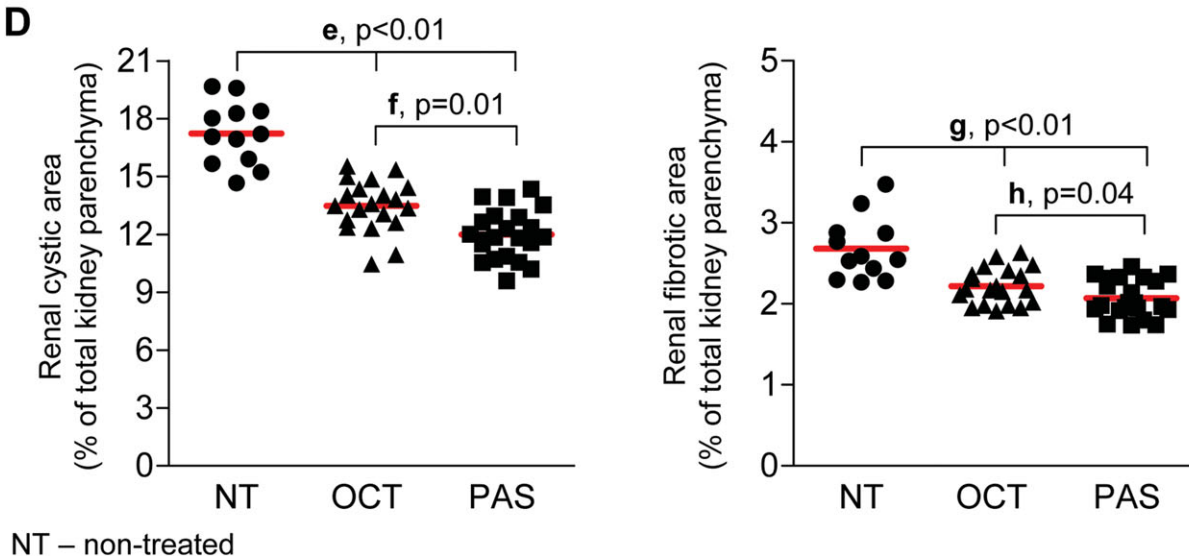 D
e, p<0.01
f, p=0.01
Renal cystic area
(% of total kidney parenchyma)
21
18
15
12
9
6
3
0
NT OCT PAS
g, p<0.01
h, p=0.04
Renal fibrotic area
(% of total kidney parenchyma)
5
4
3
2
1
0
NT OCT PAS
NT – non-treated